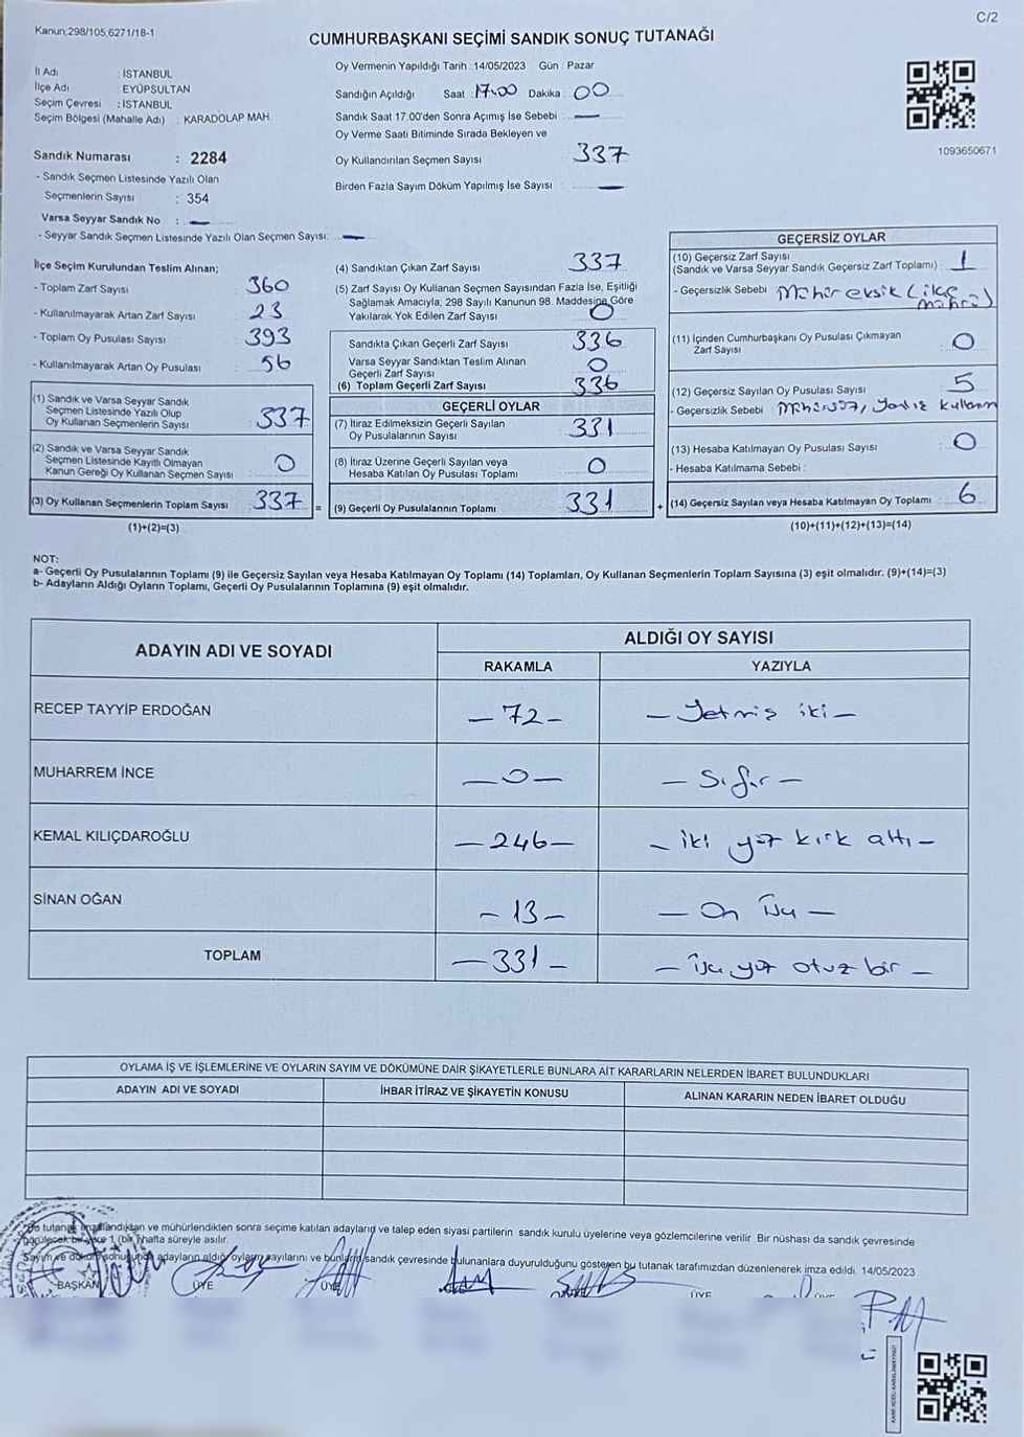 C/2
Kanun:298/105,6271/18-1
CUMHURBAŞKANI SEÇİMİ SANDIK SONUÇ TUTANAĞI
İl Adı : İSTANBUL
İlçe Adı : EYÜPSULTAN
Seçim Çevresi : İSTANBUL
Seçim Bölgesi (Mahalle Adı) : KARADOLAP MAH.
Sandık Numarası : 2284
- Sandık Seçmen Listesinde Yazılı Olan
Seçmenlerin Sayısı : 354
Varsa Seyyar Sandık No : —
- Seyyar Sandık Seçmen Listesinde Yazılı Olan Seçmen Sayısı: —
Oy Vermenin Yapıldığı Tarih :14/05/2023 Gün : Pazar
Sandığın Açıldığı Saat :17:00 Dakika 00
Sandık Saat 17.00'den Sonra Açımış İse Sebebi —
Oy Verme Saati Bitiminde Sırada Bekleyen ve
Oy Kullandırılan Seçmen Sayısı 337
Birden Fazla Sayım Döküm Yapılmış İse Sayısı —
1093650671
İlçe Seçim Kurulundan Teslim Alınan;
- Toplam Zarf Sayısı 360
- Kullanılmayarak Artan Zarf Sayısı 23
- Toplam Oy Pusulası Sayısı 393
- Kullanılmayarak Artan Oy Pusulası 56
(1) Sandık ve Varsa Seyyar Sandık
Seçmen Listesinde Yazılı Olup
Oy Kullanan Seçmenlerin Sayısı 337
(2) Sandık ve Varsa Seyyar Sandık
Seçmen Listesinde Kayıtlı Olmayan
Kanun Gereği Oy Kullanan Seçmen Sayısı 0
(3) Oy Kullanan Seçmenlerin Toplam Sayısı 337 =
(1)+(2)=(3)
(4) Sandıktan Çıkan Zarf Sayısı 337
(5) Zarf Sayısı Oy Kullanan Seçmen Sayısından Fazla İse, Eşitliği
Sağlamak Amacıyla; 298 Sayılı Kanunun 98. Maddesine Göre
Yakılarak Yok Edilen Zarf Sayısı 0
Sandıkta Çıkan Geçerli Zarf Sayısı 336
Varsa Seyyar Sandıktan Teslim Alınan
Geçerli Zarf Sayısı 0
(6) Toplam Geçerli Zarf Sayısı 336
GEÇERLİ OYLAR
(7) İtiraz Edilmeksizin Geçerli Sayılan
Oy Pusulalarının Sayısı 331
(8) İtiraz Üzerine Geçerli Sayılan veya
Hesaba Katılan Oy Pusulası Toplamı 0
(9) Geçerli Oy Pusulalarının Toplamı 331 +
GEÇERSİZ OYLAR
(10) Geçersiz Zarf Sayısı
(Sandık ve Varsa Seyyar Sandık Geçersiz Zarf Toplamı) : 1
- Geçersizlik Sebebi Mühür eksik (ilçe
mührü)
(11) İçinden Cumhurbaşkanı Oy Pusulası Çıkmayan
Zarf Sayısı 0
(12) Geçersiz Sayılan Oy Pusulası Sayısı 5
- Geçersizlik Sebebi Mühürsüz, Yanlış kullanım
(13) Hesaba Katılmayan Oy Pusulası Sayısı 0
- Hesaba Katılmama Sebebi :
(14) Geçersiz Sayılan veya Hesaba Katılmayan Oy Toplamı 6
(10)+(11)+(12)+(13)=(14)
NOT:
a- Geçerli Oy Pusulalarının Toplamı (9) ile Geçersiz Sayılan veya Hesaba Katılmayan Oy Toplamı (14) Toplamları, Oy Kullanan Seçmenlerin Toplam Sayısına (3) eşit olmalıdır. (9)+(14)=(3)
b- Adayların Aldığı Oyların Toplamı, Geçerli Oy Pusulalarının Toplamına (9) eşit olmalıdır.
ADAYIN ADI VE SOYADI
ALDIĞI OY SAYISI
RAKAMLA YAZIYLA
RECEP TAYYİP ERDOĞAN — 72 — — Yetmiş iki —
MUHARREM İNCE — 0 — — Sıfır —
KEMAL KILIÇDAROĞLU — 246 — — iki yüz kırk altı —
SİNAN OĞAN — 13 — — On üç —
TOPLAM — 331 — — üç yüz otuz bir —
OYLAMA İŞ VE İŞLEMLERİNE VE OYLARIN SAYIM VE DÖKÜMÜNE DAİR ŞİKAYETLERLE BUNLARA AİT KARARLARIN NELERDEN İBARET BULUNDUKLARI
ADAYIN ADI VE SOYADI İHBAR İTİRAZ VE ŞİKAYETİN KONUSU ALINAN KARARIN NEDEN İBARET OLDUĞU
tutanak imzalandıktan ve mühürlendikten sonra seçime katılan adayların ve talep eden siyasi partilerin sandık kurulu üyelerine veya gözlemcilerine verilir. Bir nüshası da sandık çevresinde
görülecek bir yere 1 (bir) hafta süreyle asılır.
Sayım ve döküm sonucunda adayların aldığı oyların sayılarını ve bunların sandık çevresinde bulunanlara duyurulduğunu gösteren bu tutanak tarafımızdan düzenlenerek imza edildi. 14/05/2023
BAŞKAN ÜYE ÜYE ÜYE ÜYE